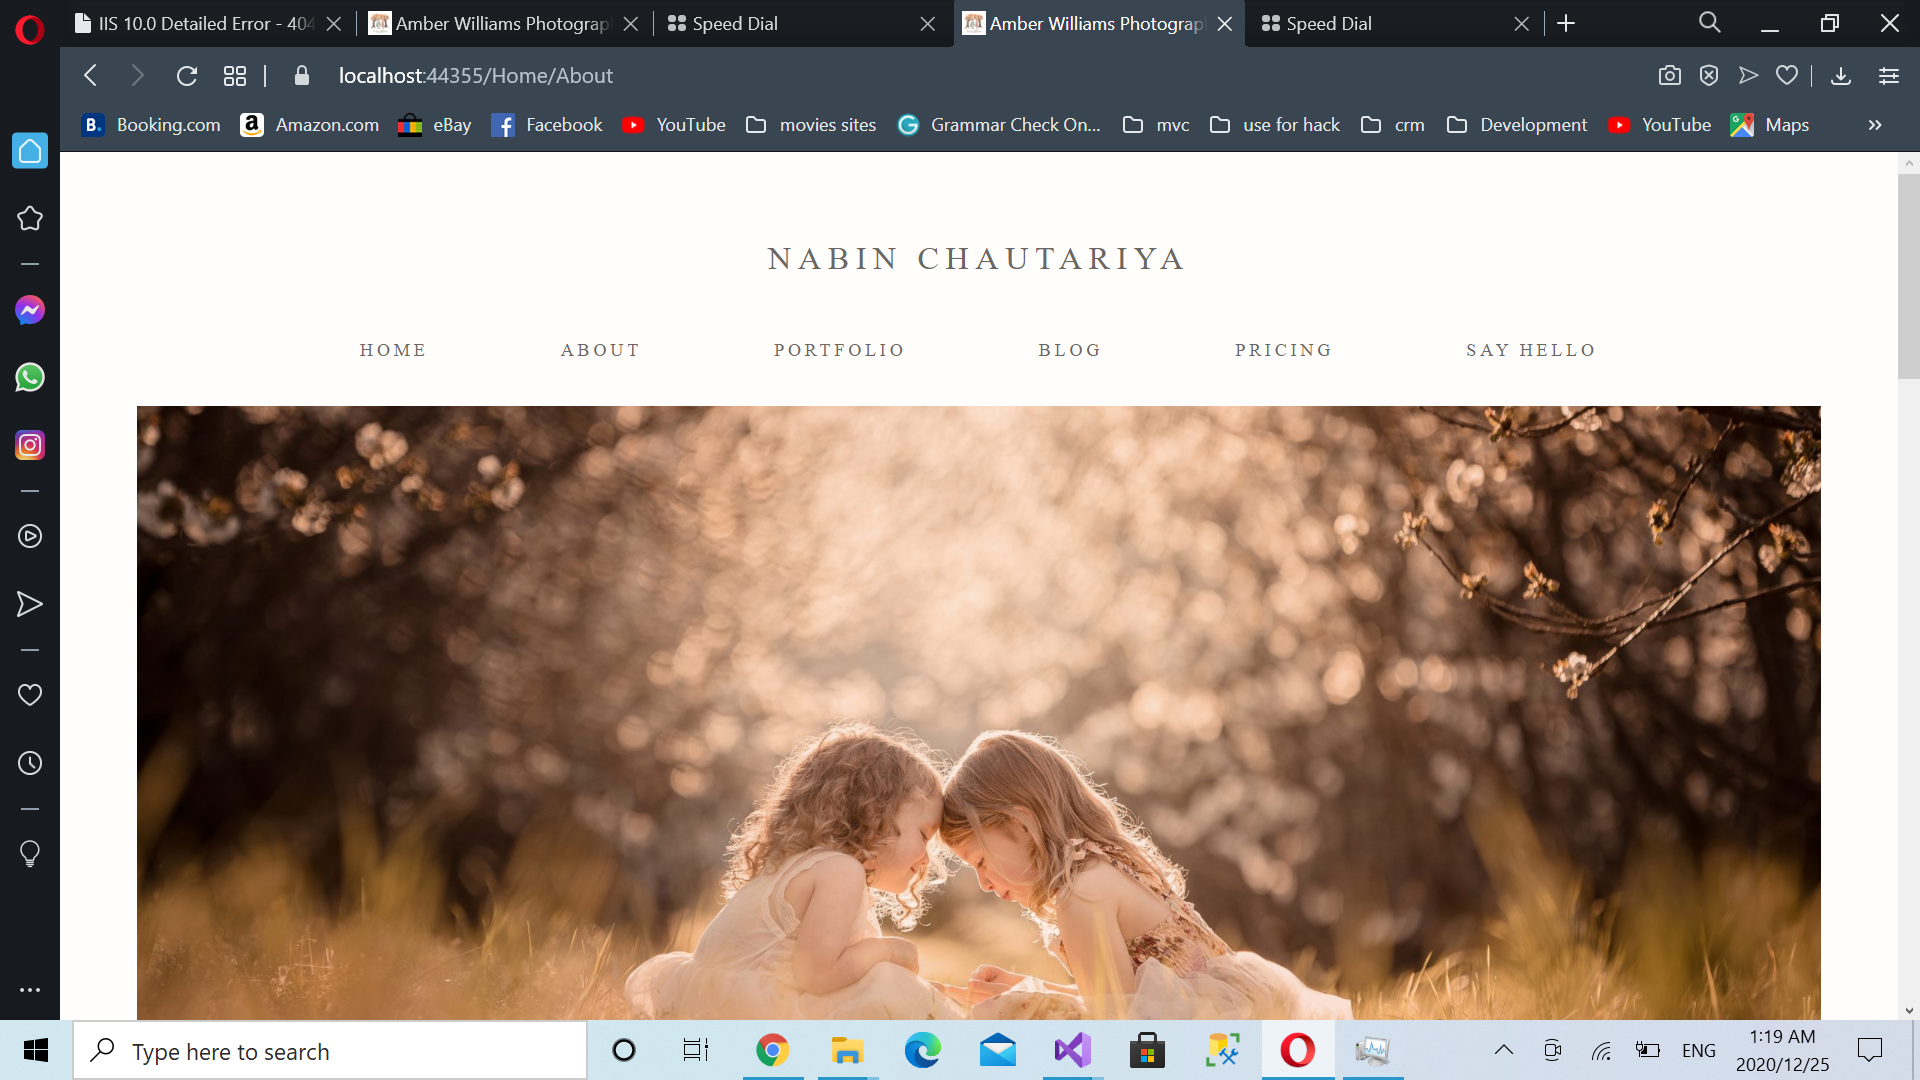 IIS 10.0 Detailed Error - 404
Amber Williams Photograp
Speed Dial
Amber Williams Photograp
Speed Dial
localhost:44355/Home/About
B. Booking.com
a Amazon.com
eBay
f Facebook
YouTube
movies sites
G Grammar Check On...
mvc
use for hack
crm
Development
YouTube
Maps
NABIN CHAUTARIYA
HOME ABOUT PORTFOLIO BLOG PRICING SAY HELLO
Type here to search
ENG
1:19 AM
2020/12/25